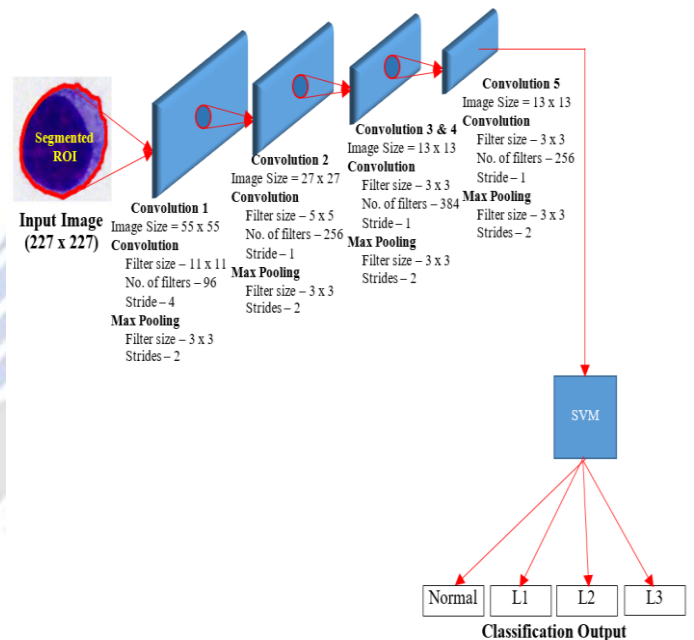 Segmented
ROI
Input Image
(227 x 227)
Convolution 1
Image Size = 55 x 55
Convolution
Filter size – 11 x 11
No. of filters – 96
Stride – 4
Max Pooling
Filter size – 3 x 3
Strides – 2
Convolution 2
Image Size = 27 x 27
Convolution
Filter size – 5 x 5
No. of filters – 256
Stride – 1
Max Pooling
Filter size – 3 x 3
Strides – 2
Convolution 3 & 4
Image Size = 13 x 13
Convolution
Filter size – 3 x 3
No. of filters – 384
Stride – 1
Max Pooling
Filter size – 3 x 3
Strides – 2
Convolution 5
Image Size = 13 x 13
Convolution
Filter size – 3 x 3
No. of filters – 256
Stride – 1
Max Pooling
Filter size – 3 x 3
Strides – 2
SVM
Normal L1 L2 L3
Classification Output